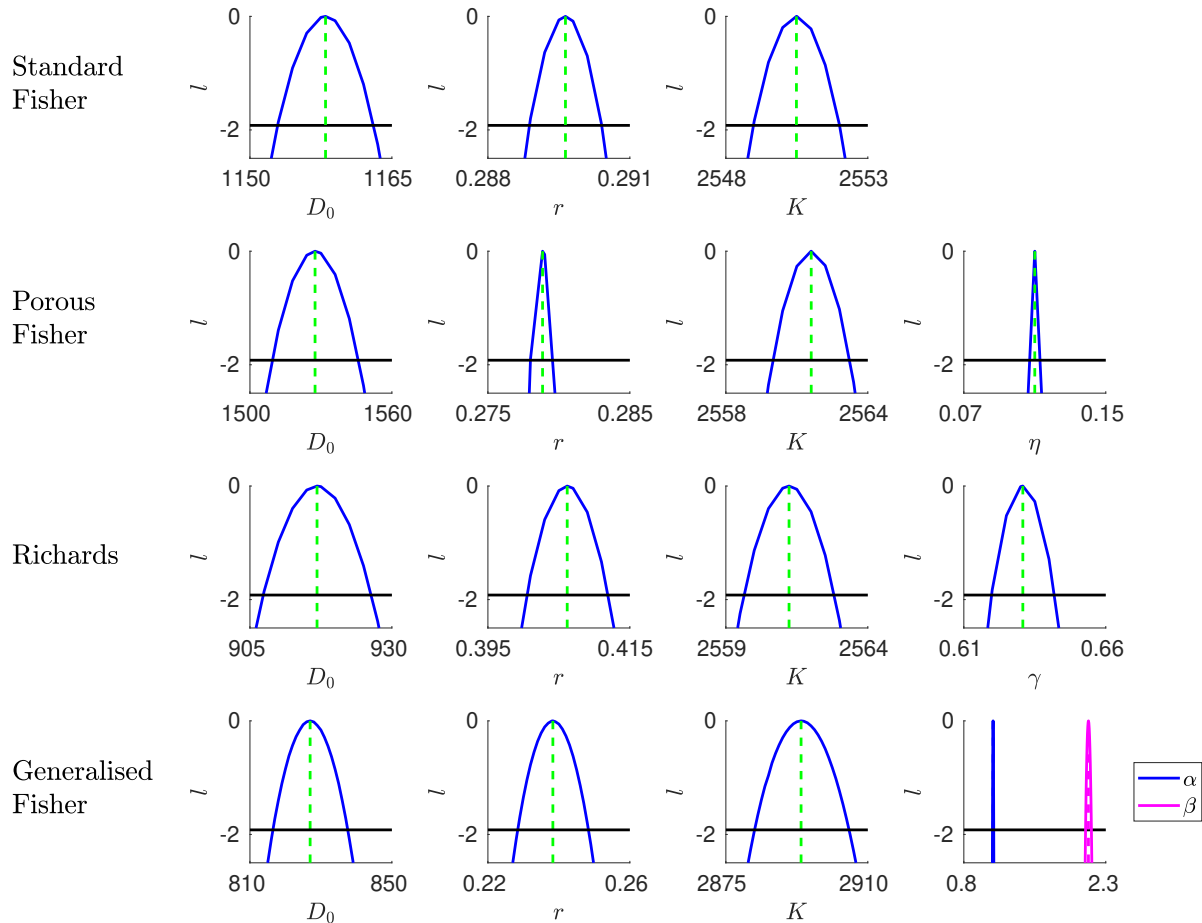 Standard
Fisher
l
0
-2
1150
1165
D₀
l
0
-2
0.288
0.291
r
l
0
-2
2548
2553
K
Porous
Fisher
l
0
-2
1500
1560
D₀
l
0
-2
0.275
0.285
r
l
0
-2
2558
2564
K
l
0
-2
0.07
0.15
η
Richards
l
0
-2
905
930
D₀
l
0
-2
0.395
0.415
r
l
0
-2
2559
2564
K
l
0
-2
0.61
0.66
γ
Generalised
Fisher
l
0
-2
810
850
D₀
l
0
-2
0.22
0.26
r
l
0
-2
2875
2910
K
l
0
-2
0.8
2.3
α
β